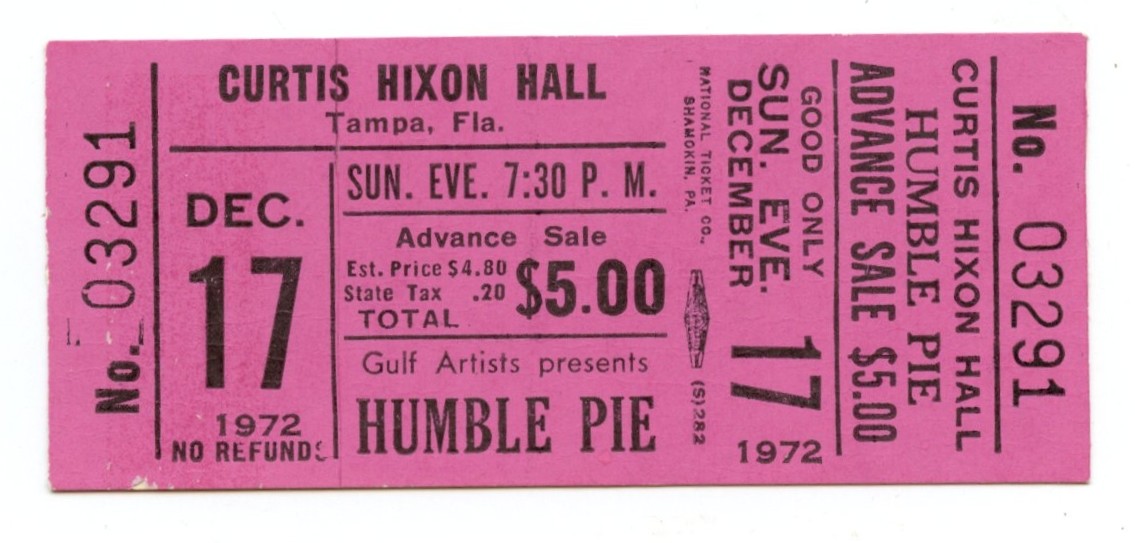 No. 03291
CURTIS HIXON HALL
Tampa, Fla.
DEC.
17
1972
NO REFUNDS
SUN. EVE. 7:30 P. M.
Advance Sale
Est. Price $4.80
State Tax .20
TOTAL
$5.00
Gulf Artists presents
HUMBLE PIE
NATIONAL TICKET CO.,
SHAMOKIN, PA.
(S)282
GOOD ONLY
SUN. EVE.
DECEMBER
17
1972
CURTIS HIXON HALL
HUMBLE PIE
ADVANCE SALE $5.00
No. 03291